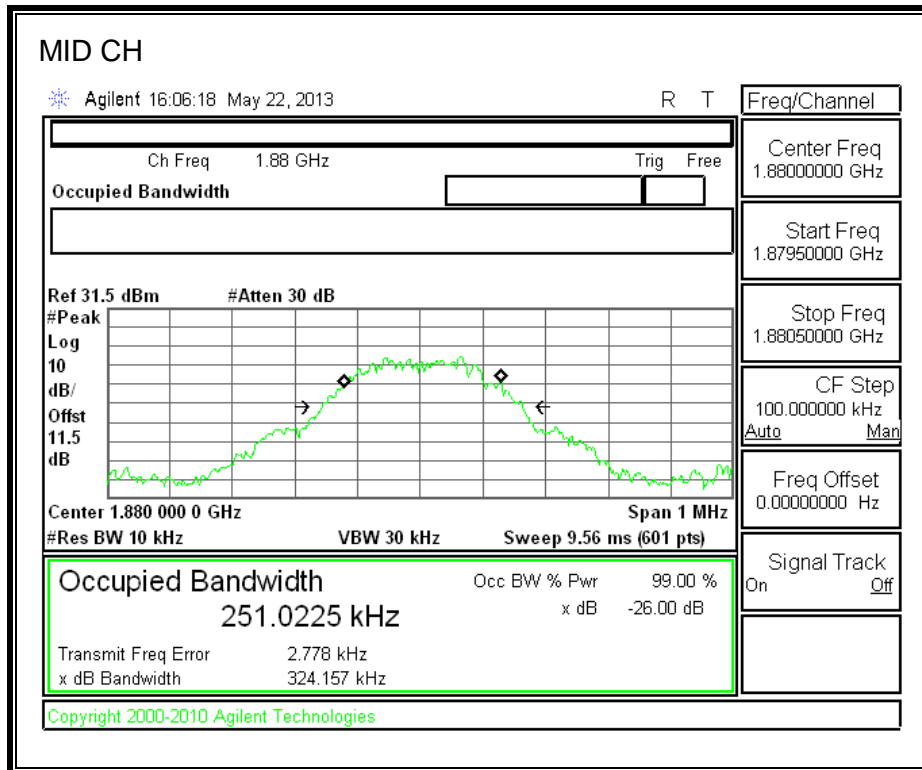 MID CH
Agilent 16:06:18 May 22, 2013 R T
Freq/Channel
Ch Freq 1.88 GHz Trig Free
Occupied Bandwidth
Center Freq
1.88000000 GHz
Start Freq
1.87950000 GHz
Stop Freq
1.88050000 GHz
CF Step
100.000000 kHz
Auto Man
Freq Offset
0.00000000 Hz
Signal Track
On Off
Ref 31.5 dBm #Atten 30 dB
#Peak
Log
10
dB/
Offst
11.5
dB
Center 1.880 000 0 GHz Span 1 MHz
#Res BW 10 kHz VBW 30 kHz Sweep 9.56 ms (601 pts)
Occupied Bandwidth Occ BW % Pwr 99.00 %
251.0225 kHz x dB -26.00 dB
Transmit Freq Error 2.778 kHz
x dB Bandwidth 324.157 kHz
Copyright 2000-2010 Agilent Technologies